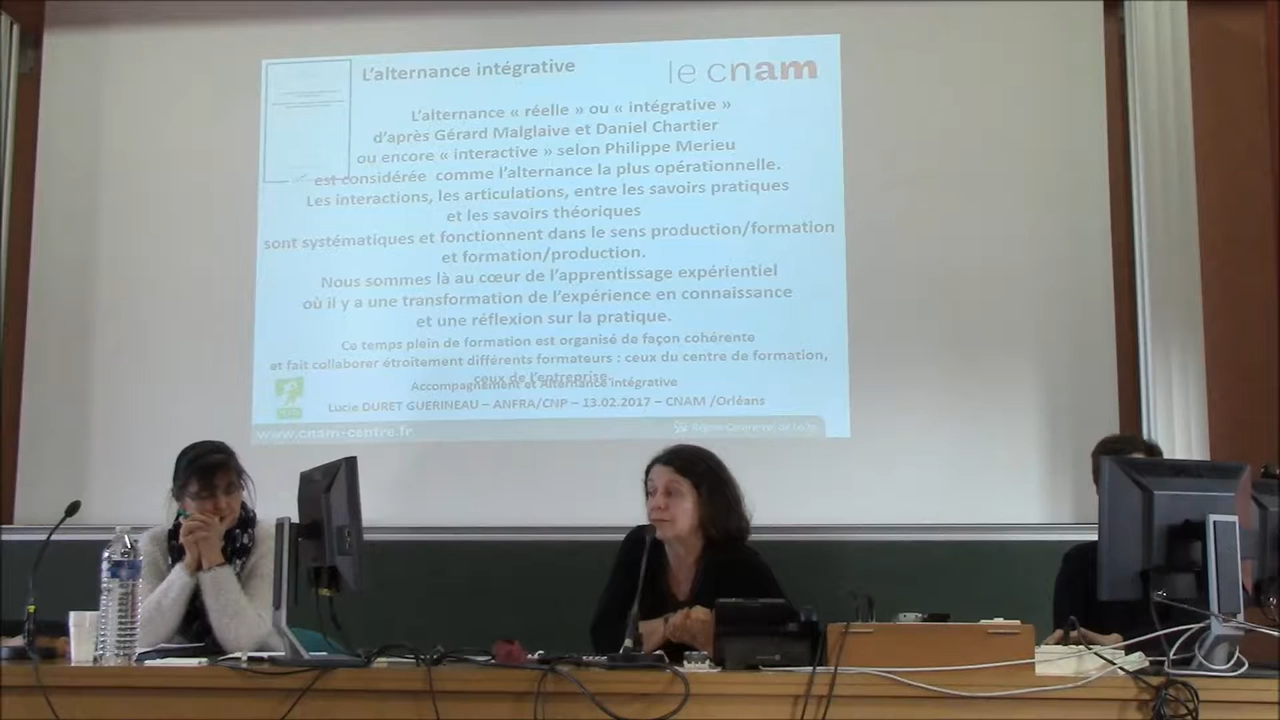 L'alternance intégrative
le cnam
L'alternance « réelle » ou « intégrative »
d'après Gérard Malglaive et Daniel Chartier
ou encore « interactive » selon Philippe Merieu
est considérée comme l'alternance la plus opérationnelle.
Les interactions, les articulations, entre les savoirs pratiques
et les savoirs théoriques
sont systématiques et fonctionnent dans le sens production/formation
et formation/production.
Nous sommes là au cœur de l'apprentissage expérientiel
où il y a une transformation de l'expérience en connaissance
et une réflexion sur la pratique.
Ce temps plein de formation est organisé de façon cohérente
et fait collaborer étroitement différents formateurs : ceux du centre de formation,
ceux de l'entreprise.
Accompagnement et Alternance intégrative
Lucie DURET GUERINEAU – ANFRA/CNP – 13.02.2017 – CNAM /Orléans
www.cnam-centre.fr